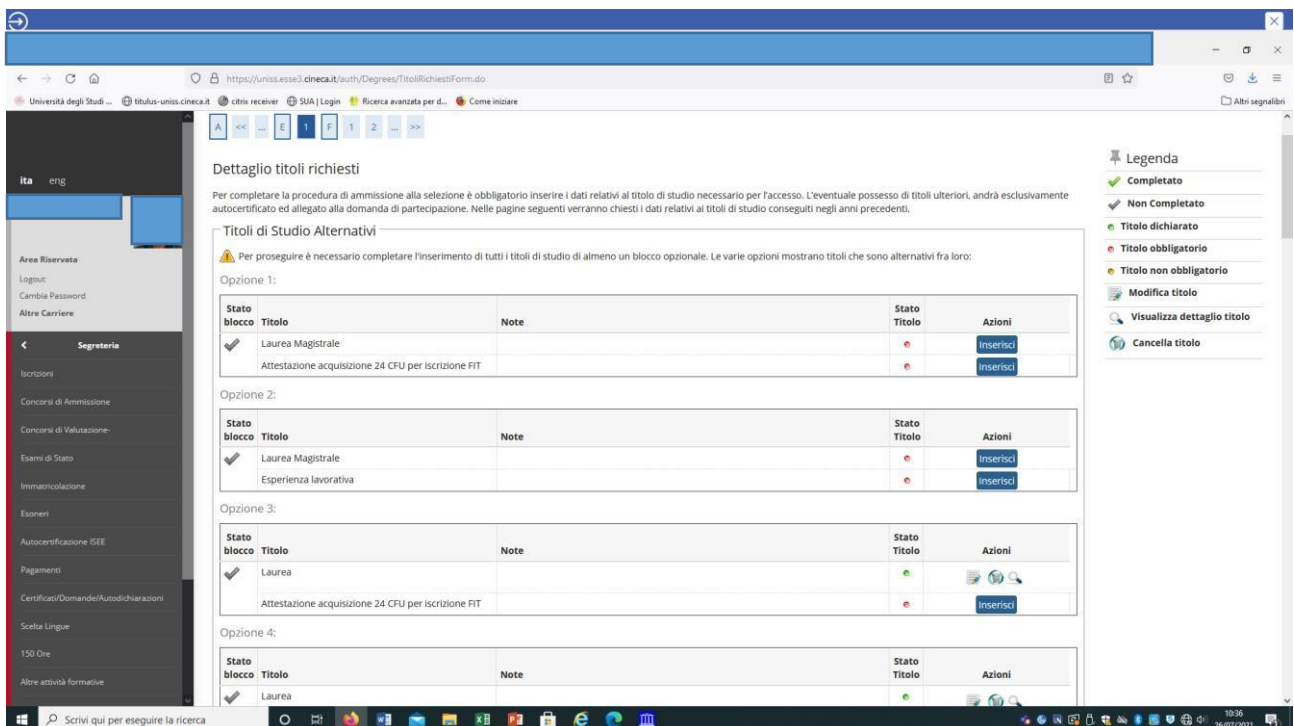 https://uniss.esse3.cineca.it/auth/Degrees/TitoliRichiestiForm.do
Università degli Studi ... titulus-uniss.cineca.it citrix receiver SUA | Login Ricerca avanzata per d... Come iniziare Altri segnalibri
A << ... E 1 F 1 2 ... >>
ita eng
Area Riservata
Logout
Cambia Password
Altre Carriere
Segreteria
Iscrizioni
Concorsi di Ammissione
Concorsi di Valutazione-
Esami di Stato
Immatricolazione
Esoneri
Autocertificazione ISEE
Pagamenti
Certificati/Domande/Autodichiarazioni
Scelta Lingue
150 Ore
Altre attività formative
Dettaglio titoli richiesti
Per completare la procedura di ammissione alla selezione è obbligatorio inserire i dati relativi al titolo di studio necessario per l'accesso. L'eventuale possesso di titoli ulteriori, andrà esclusivamente
autocertificato ed allegato alla domanda di partecipazione. Nelle pagine seguenti verranno chiesti i dati relativi ai titoli di studio conseguiti negli anni precedenti.
Titoli di Studio Alternativi
Per proseguire è necessario completare l'inserimento di tutti i titoli di studio di almeno un blocco opzionale. Le varie opzioni mostrano titoli che sono alternativi fra loro:
Opzione 1:
Stato blocco Titolo Note Stato Titolo Azioni
Laurea Magistrale Inserisci
Attestazione acquisizione 24 CFU per iscrizione FIT Inserisci
Opzione 2:
Stato blocco Titolo Note Stato Titolo Azioni
Laurea Magistrale Inserisci
Esperienza lavorativa Inserisci
Opzione 3:
Stato blocco Titolo Note Stato Titolo Azioni
Laurea
Attestazione acquisizione 24 CFU per iscrizione FIT Inserisci
Opzione 4:
Stato blocco Titolo Note Stato Titolo Azioni
Laurea
Legenda
Completato
Non Completato
Titolo dichiarato
Titolo obbligatorio
Titolo non obbligatorio
Modifica titolo
Visualizza dettaglio titolo
Cancella titolo
Scrivi qui per eseguire la ricerca
10:36
26/07/2021